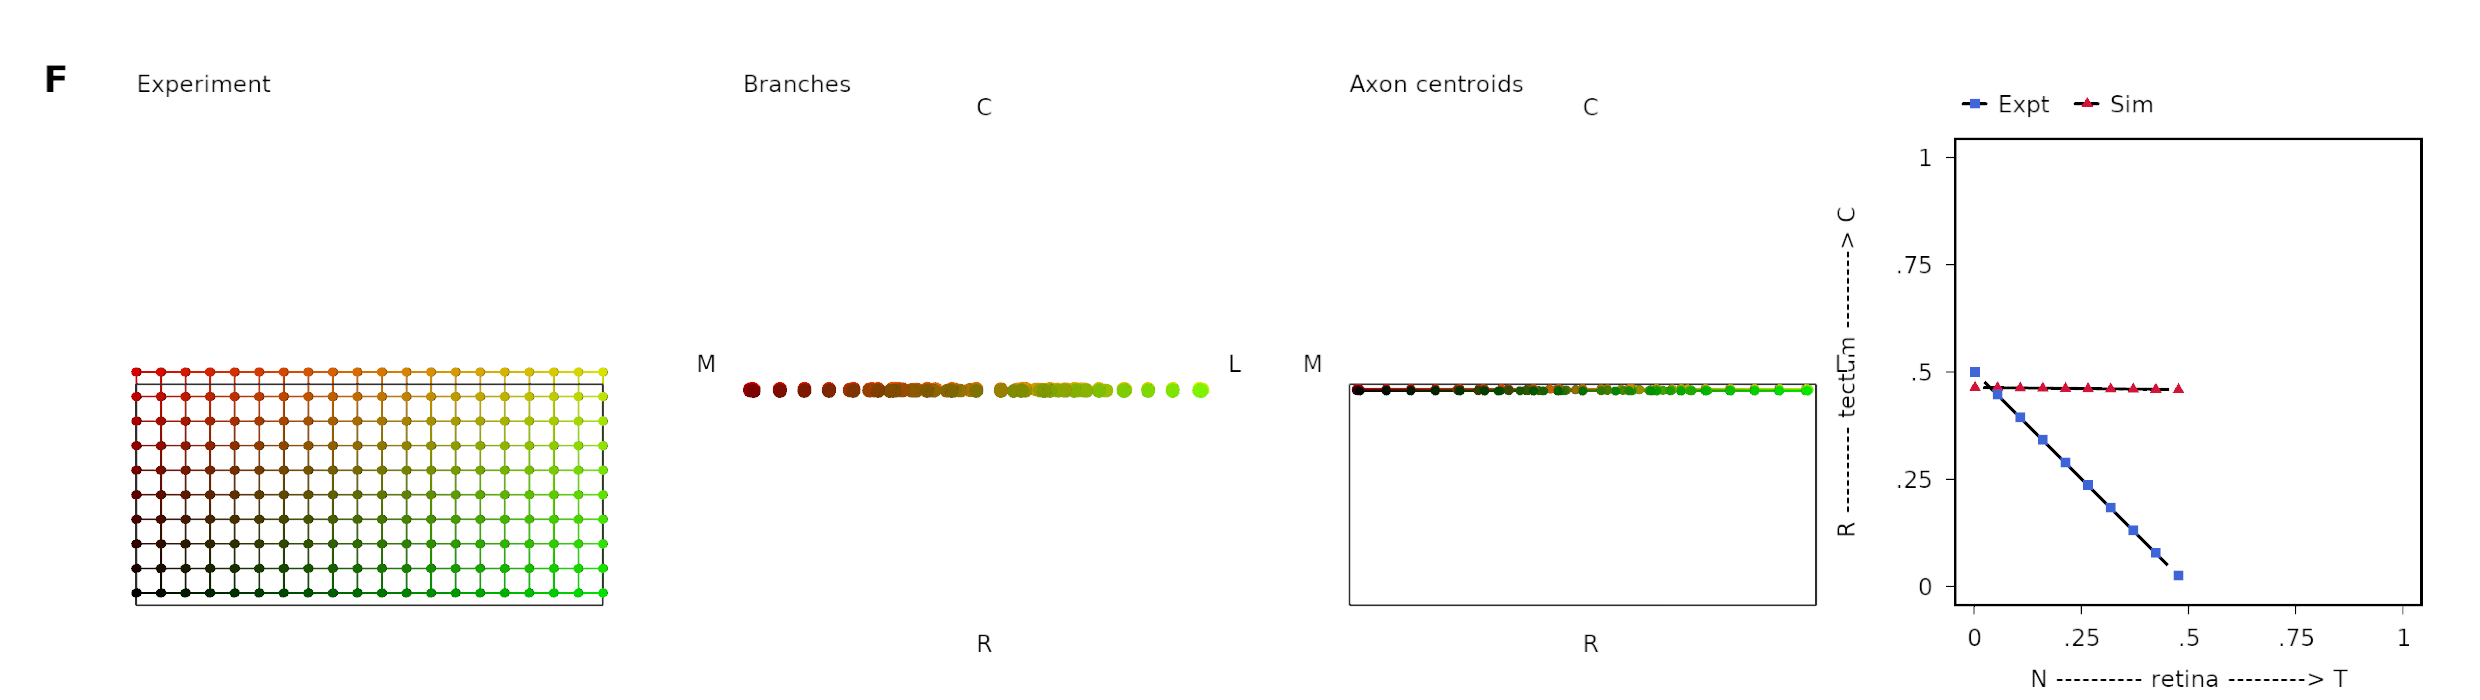 F
Experiment
Branches
C
M
L
R
Axon centroids
C
M
L
R
Expt
Sim
R ---------- tectum ---------> C
1
.75
.5
.25
0
0
.25
.5
.75
1
N ---------- retina ---------> T